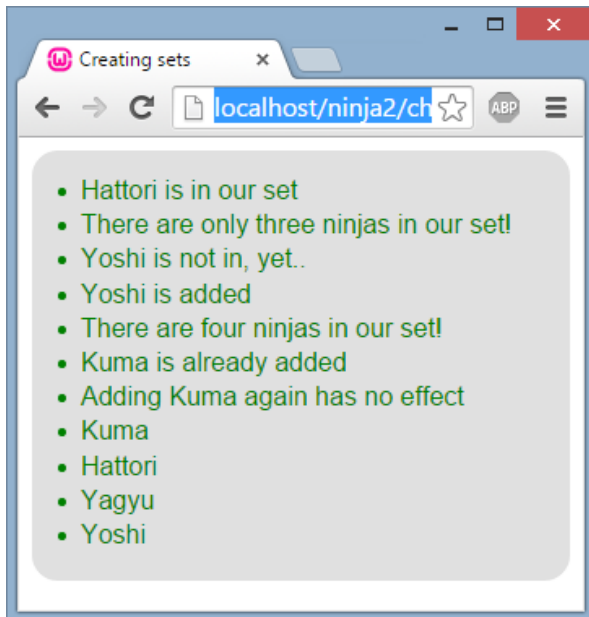 Creating sets
localhost/ninja2/ch
ABP
Hattori is in our set
There are only three ninjas in our set!
Yoshi is not in, yet..
Yoshi is added
There are four ninjas in our set!
Kuma is already added
Adding Kuma again has no effect
Kuma
Hattori
Yagyu
Yoshi